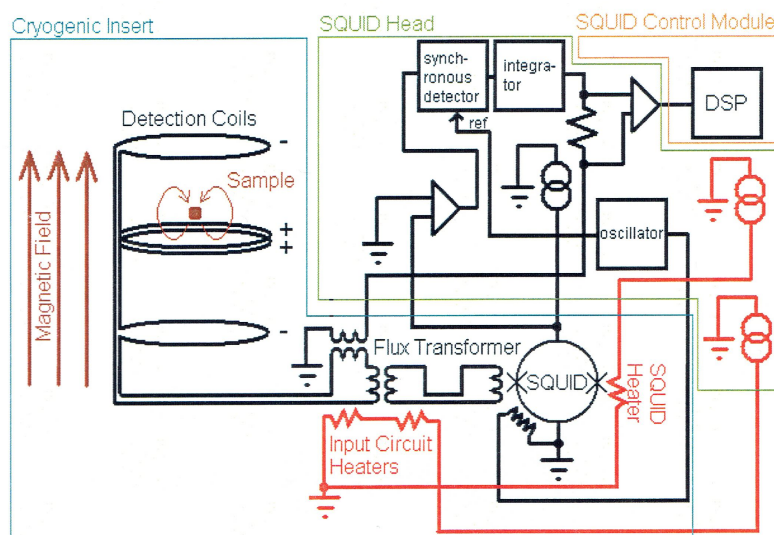 Cryogenic Insert
SQUID Head
SQUID Control Module
synch-
ronous
detector
integra-
tor
DSP
ref
Detection Coils
-
Sample
+
+
-
Magnetic Field
oscillator
Flux Transformer
SQUID
SQUID
Heater
Input Circuit
Heaters